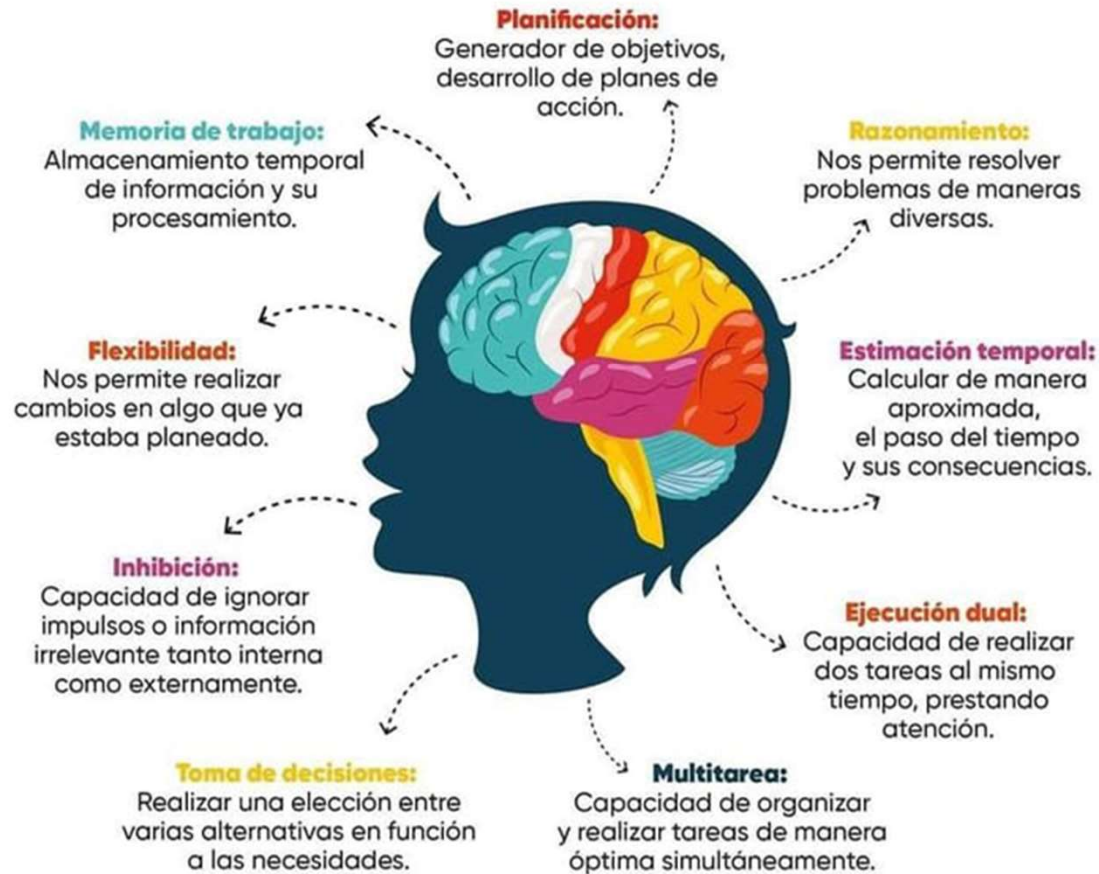 Planificación:
Generador de objetivos,
desarrollo de planes de
acción.
Memoria de trabajo:
Almacenamiento temporal
de información y su
procesamiento.
Razonamiento:
Nos permite resolver
problemas de maneras
diversas.
Flexibilidad:
Nos permite realizar
cambios en algo que ya
estaba planeado.
Estimación temporal:
Calcular de manera
aproximada,
el paso del tiempo
y sus consecuencias.
Inhibición:
Capacidad de ignorar
impulsos o información
irrelevante tanto interna
como externamente.
Ejecución dual:
Capacidad de realizar
dos tareas al mismo
tiempo, prestando
atención.
Toma de decisiones:
Realizar una elección entre
varias alternativas en función
a las necesidades.
Multitarea:
Capacidad de organizar
y realizar tareas de manera
óptima simultáneamente.